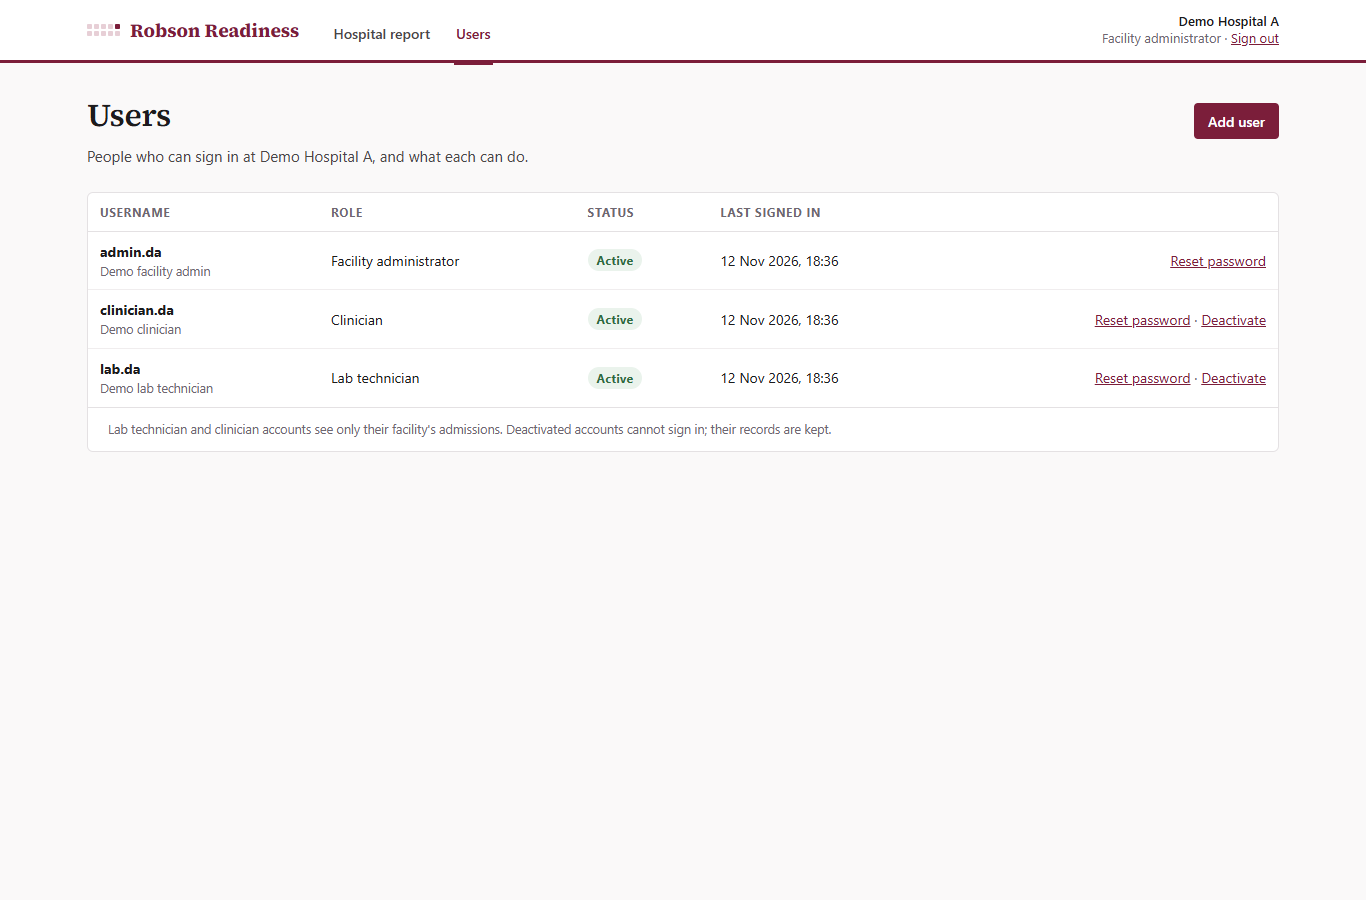 Robson Readiness
Hospital report
Users
Demo Hospital A
Facility administrator · Sign out
Users
Add user
People who can sign in at Demo Hospital A, and what each can do.
USERNAME ROLE STATUS LAST SIGNED IN
admin.da
Demo facility admin
Facility administrator
Active
12 Nov 2026, 18:36
Reset password
clinician.da
Demo clinician
Clinician
Active
12 Nov 2026, 18:36
Reset password · Deactivate
lab.da
Demo lab technician
Lab technician
Active
12 Nov 2026, 18:36
Reset password · Deactivate
Lab technician and clinician accounts see only their facility's admissions. Deactivated accounts cannot sign in; their records are kept.